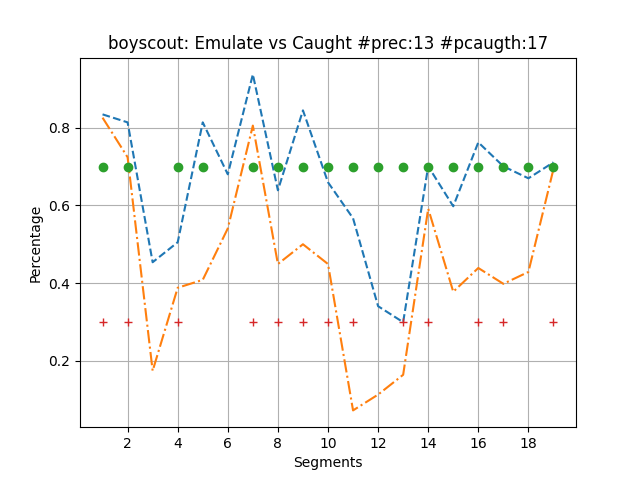 boyscout: Emulate vs Caught #prec:13 #pcaugth:17
Percentage
0.8
0.6
0.4
0.2
2 4 6 8 10 12 14 16 18
Segments